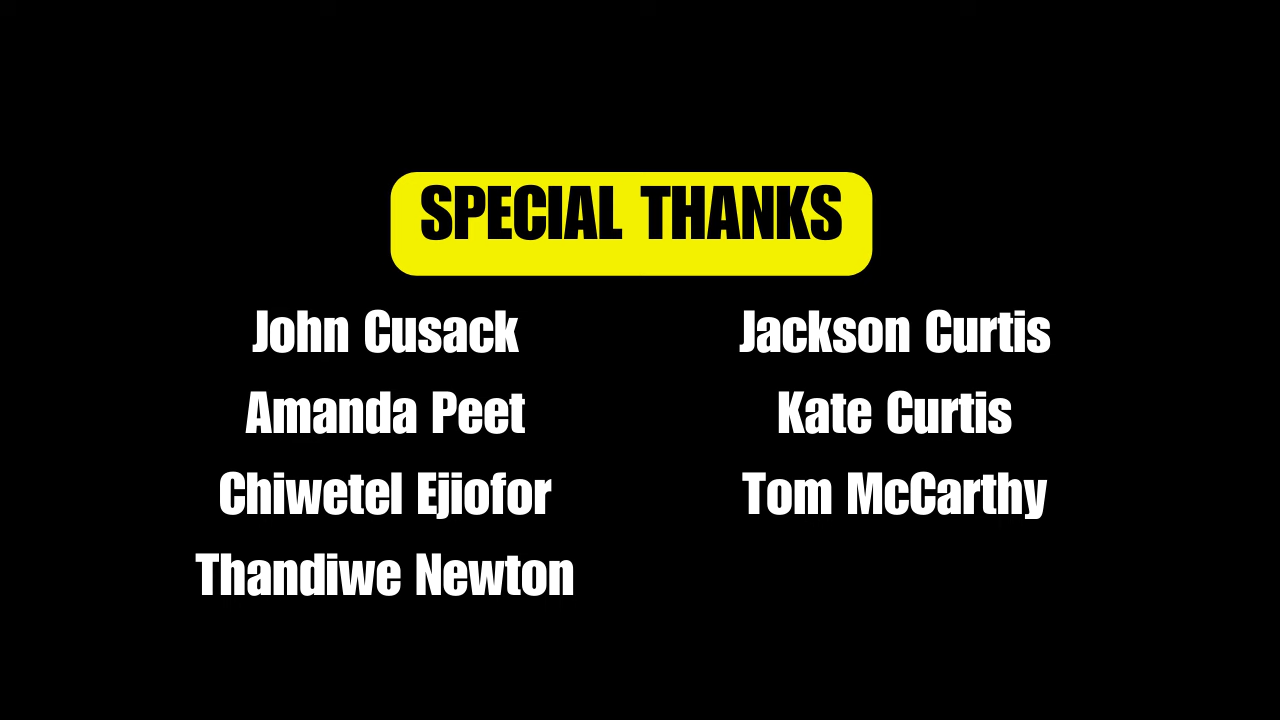 SPECIAL THANKS
John Cusack
Jackson Curtis
Amanda Peet
Kate Curtis
Chiwetel Ejiofor
Tom McCarthy
Thandiwe Newton